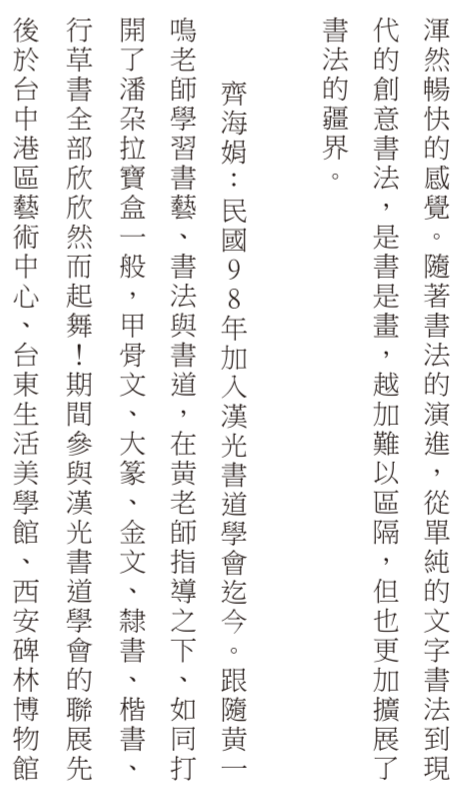 渾然暢快的感覺。隨著書法的演進，從單純的文字書法到現
代的創意書法，是書是畫，越加難以區隔，但也更加擴展了
書法的疆界。
齊海娟：民國98年加入漢光書道學會迄今。跟隨黃一
鳴老師學習書藝、書法與書道，在黃老師指導之下、如同打
開了潘朶拉寶盒一般，甲骨文、大篆、金文、隸書、楷書、
行草書全部欣欣然而起舞！期間參與漢光書道學會的聯展先
後於台中港區藝術中心、台東生活美學館、西安碑林博物館